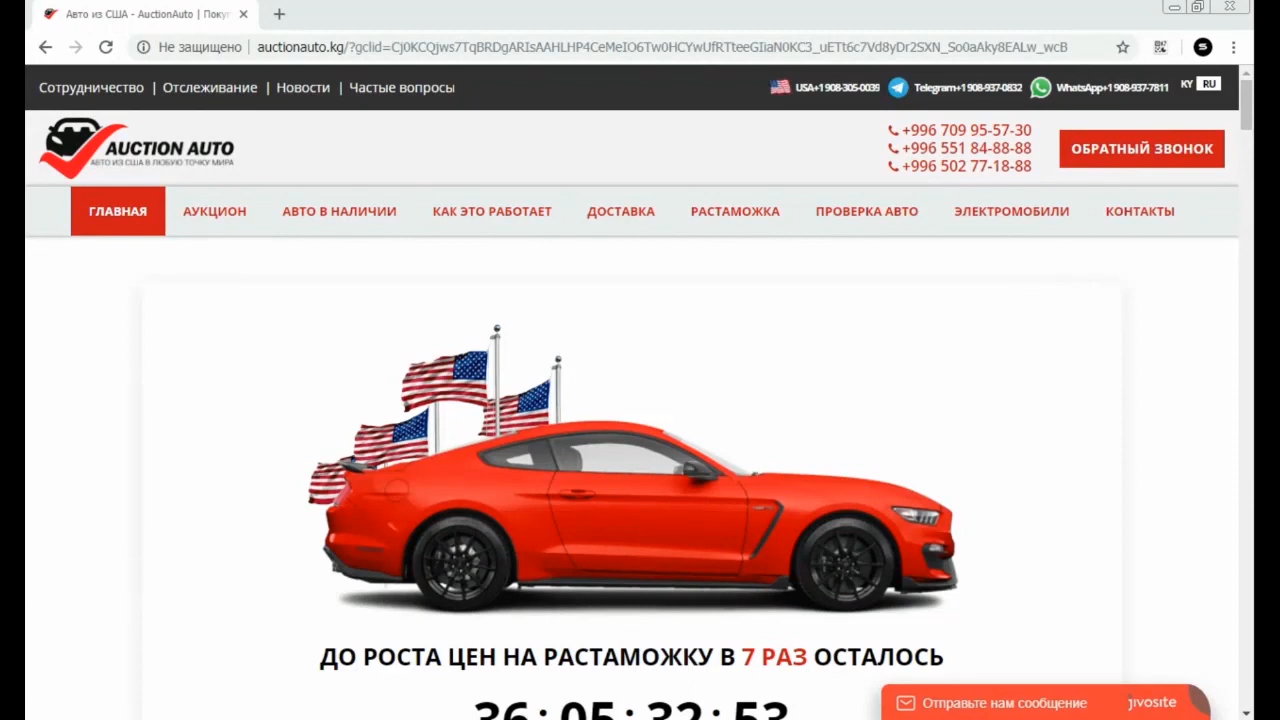 Авто из США - AuctionAuto | Покуп
Не защищено
auctionauto.kg/?gclid=Cj0KCQjws7TqBRDgARIsAAHLHP4CeMeIO6Tw0HCYwUfRTteeGIiaN0KC3_uETt6c7Vd8yDr2SXN_So0aAky8EALw_wcB
Сотрудничество | Отслеживание | Новости | Частые вопросы
USA+1 908-305-0039 Telegram+1 908-937-0832 WhatsApp+1 908-937-7811 KY RU
AUCTION AUTO
АВТО ИЗ США В ЛЮБУЮ ТОЧКУ МИРА
+996 709 95-57-30
+996 551 84-88-88
+996 502 77-18-88
ОБРАТНЫЙ ЗВОНОК
ГЛАВНАЯ АУКЦИОН АВТО В НАЛИЧИИ КАК ЭТО РАБОТАЕТ ДОСТАВКА РАСТАМОЖКА ПРОВЕРКА АВТО ЭЛЕКТРОМОБИЛИ КОНТАКТЫ
ДО РОСТА ЦЕН НА РАСТАМОЖКУ В 7 РАЗ ОСТАЛОСЬ
36 : 05 : 32 : 53
Отправьте нам сообщение jivosite